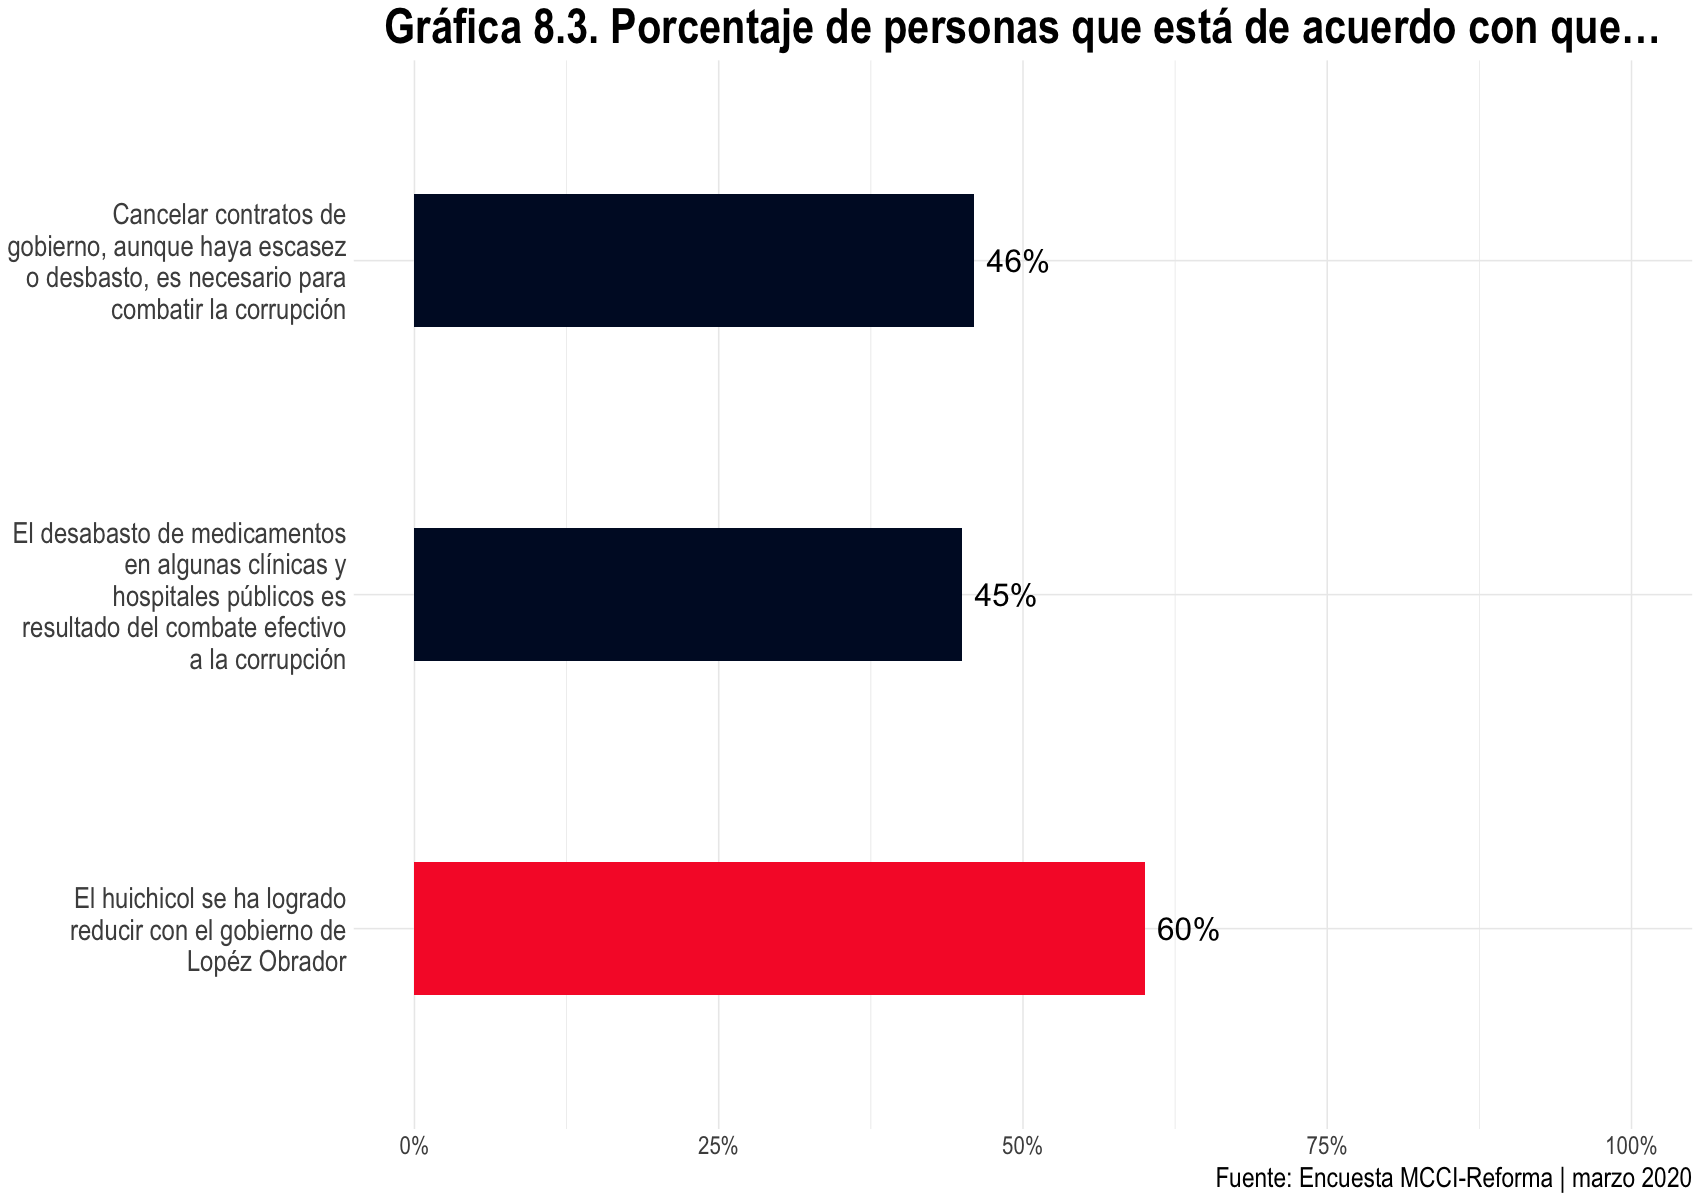 Gráfica 8.3. Porcentaje de personas que está de acuerdo con que…
Cancelar contratos de
gobierno, aunque haya escasez
o desbasto, es necesario para
combatir la corrupción
46%
El desabasto de medicamentos
en algunas clínicas y
hospitales públicos es
resultado del combate efectivo
a la corrupción
45%
El huichicol se ha logrado
reducir con el gobierno de
Lopéz Obrador
60%
0%
25%
50%
75%
100%
Fuente: Encuesta MCCI-Reforma | marzo 2020